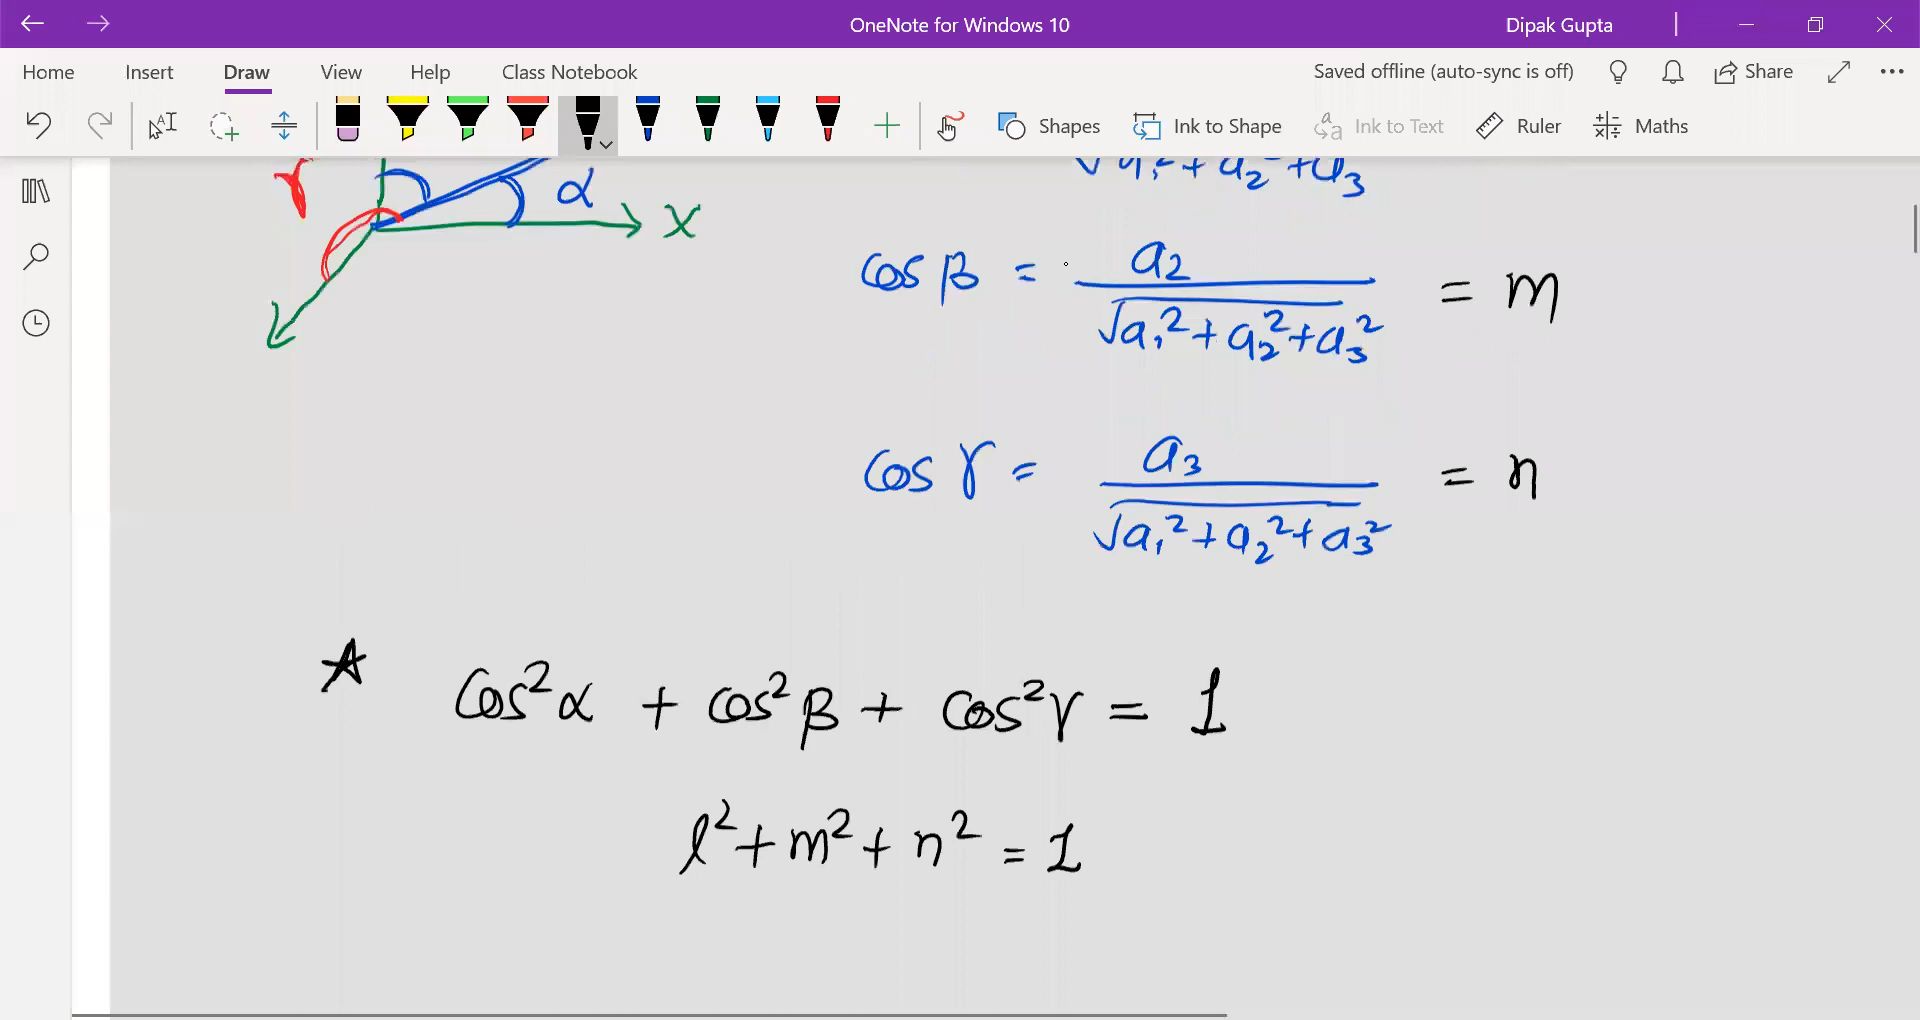 OneNote for Windows 10
Dipak Gupta
Home Insert Draw View Help Class Notebook
Saved offline (auto-sync is off) Share
Shapes Ink to Shape Ink to Text Ruler Maths
γ α
x
cos β = a₂ / √a₁²+a₂²+a₃² = m
cos γ = a₃ / √a₁²+a₂²+a₃² = n
★ cos²α + cos²β + cos²γ = 1
l²+m²+n² = 1